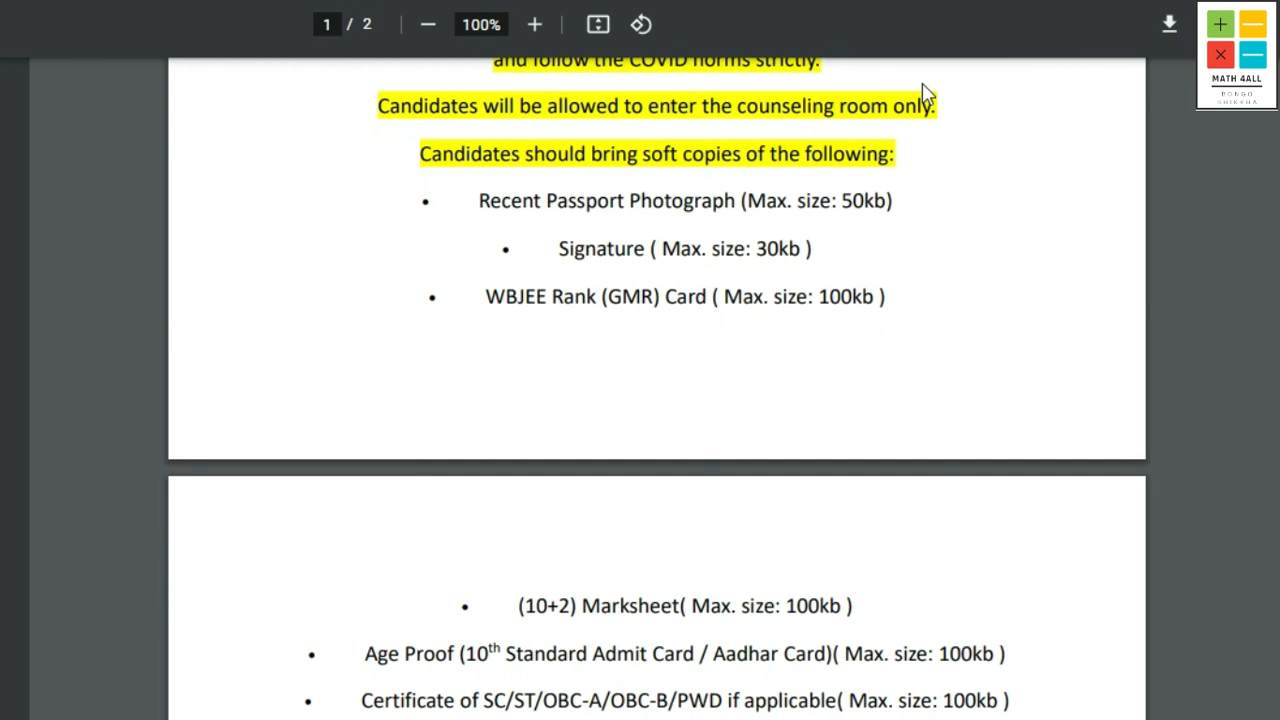 1 / 2
100%
MATH 4ALL
BONGO
SHIKKHA
and follow the COVID norms strictly.
Candidates will be allowed to enter the counseling room only.
Candidates should bring soft copies of the following:
• Recent Passport Photograph (Max. size: 50kb)
• Signature ( Max. size: 30kb )
• WBJEE Rank (GMR) Card ( Max. size: 100kb )
• (10+2) Marksheet( Max. size: 100kb )
• Age Proof (10th Standard Admit Card / Aadhar Card)( Max. size: 100kb )
• Certificate of SC/ST/OBC-A/OBC-B/PWD if applicable( Max. size: 100kb )